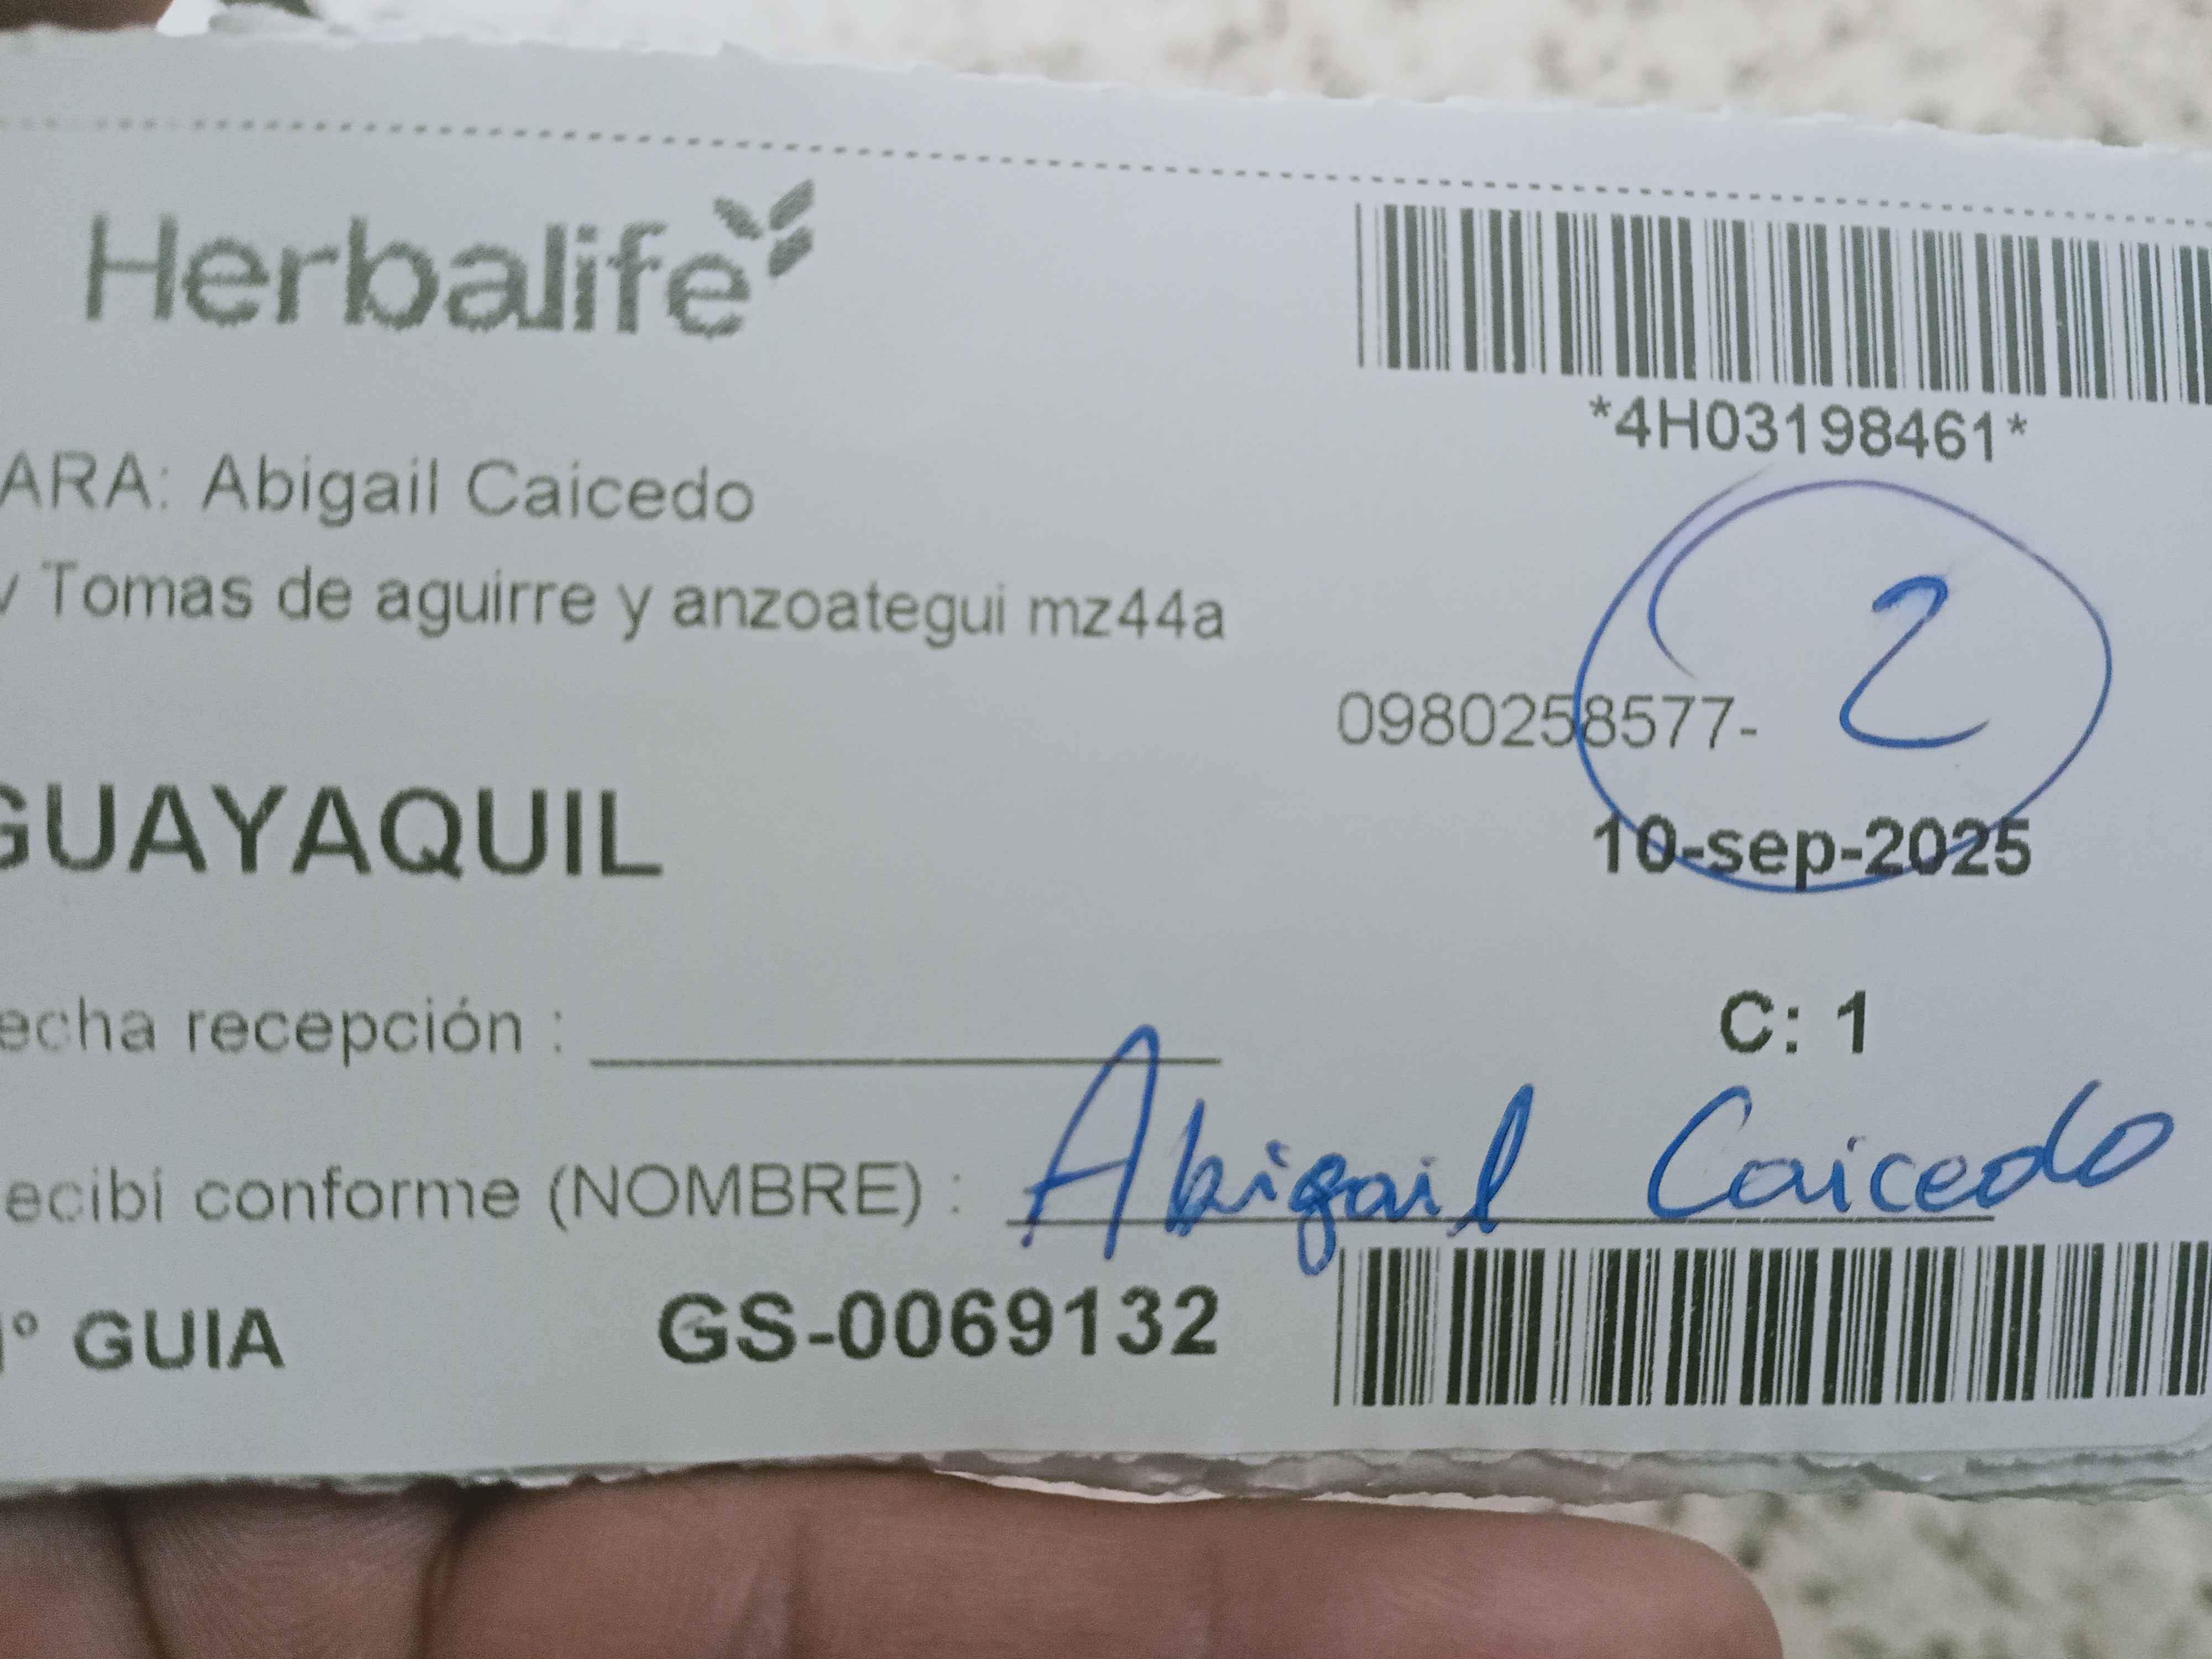 Herbalife
*4H03198461*
ARA: Abigail Caicedo
y Tomas de aguirre y anzoategui mz44a
2
0980258577-
GUAYAQUIL
10-sep-2025
echa recepción :
C: 1
ecibí conforme (NOMBRE) : Abigail Caicedo
° GUIA GS-0069132